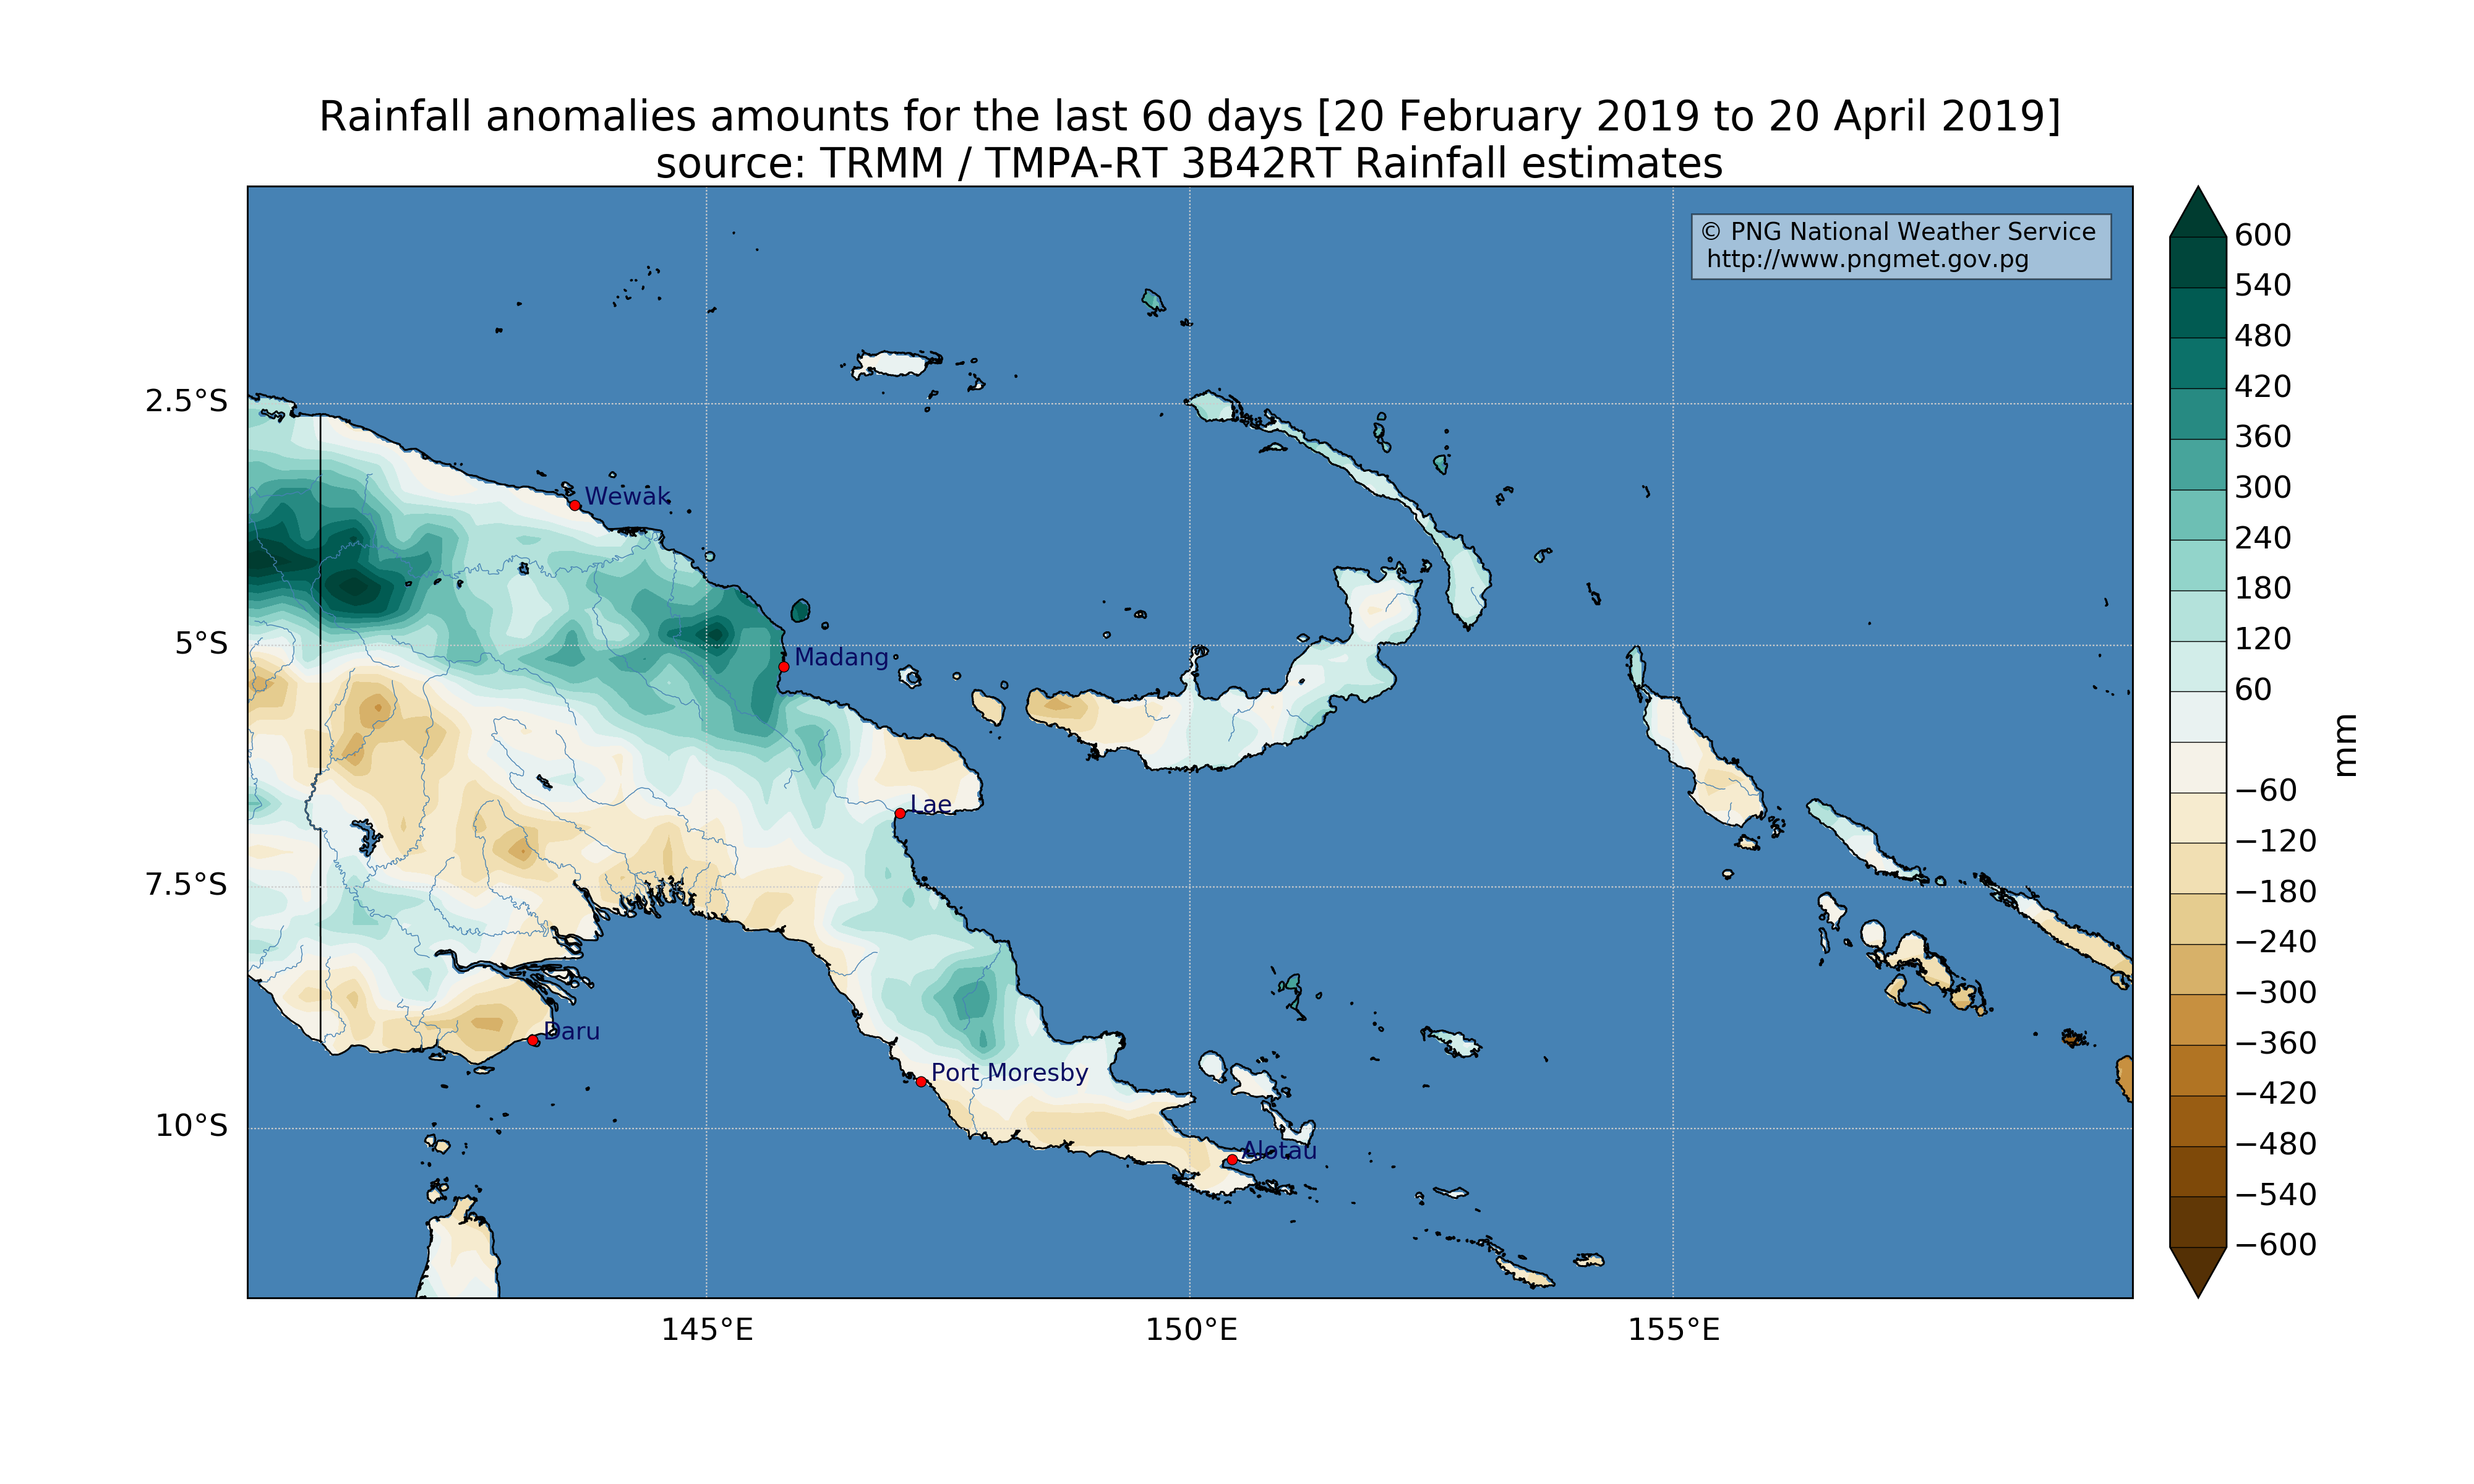 Rainfall anomalies amounts for the last 60 days [20 February 2019 to 20 April 2019]
source: TRMM / TMPA-RT 3B42RT Rainfall estimates
© PNG National Weather Service
http://www.pngmet.gov.pg
2.5°S
5°S
7.5°S
10°S
145°E
150°E
155°E
Wewak
Madang
Lae
Daru
Port Moresby
Alotau
600
540
480
420
360
300
240
180
120
60
−60
−120
−180
−240
−300
−360
−420
−480
−540
−600
mm